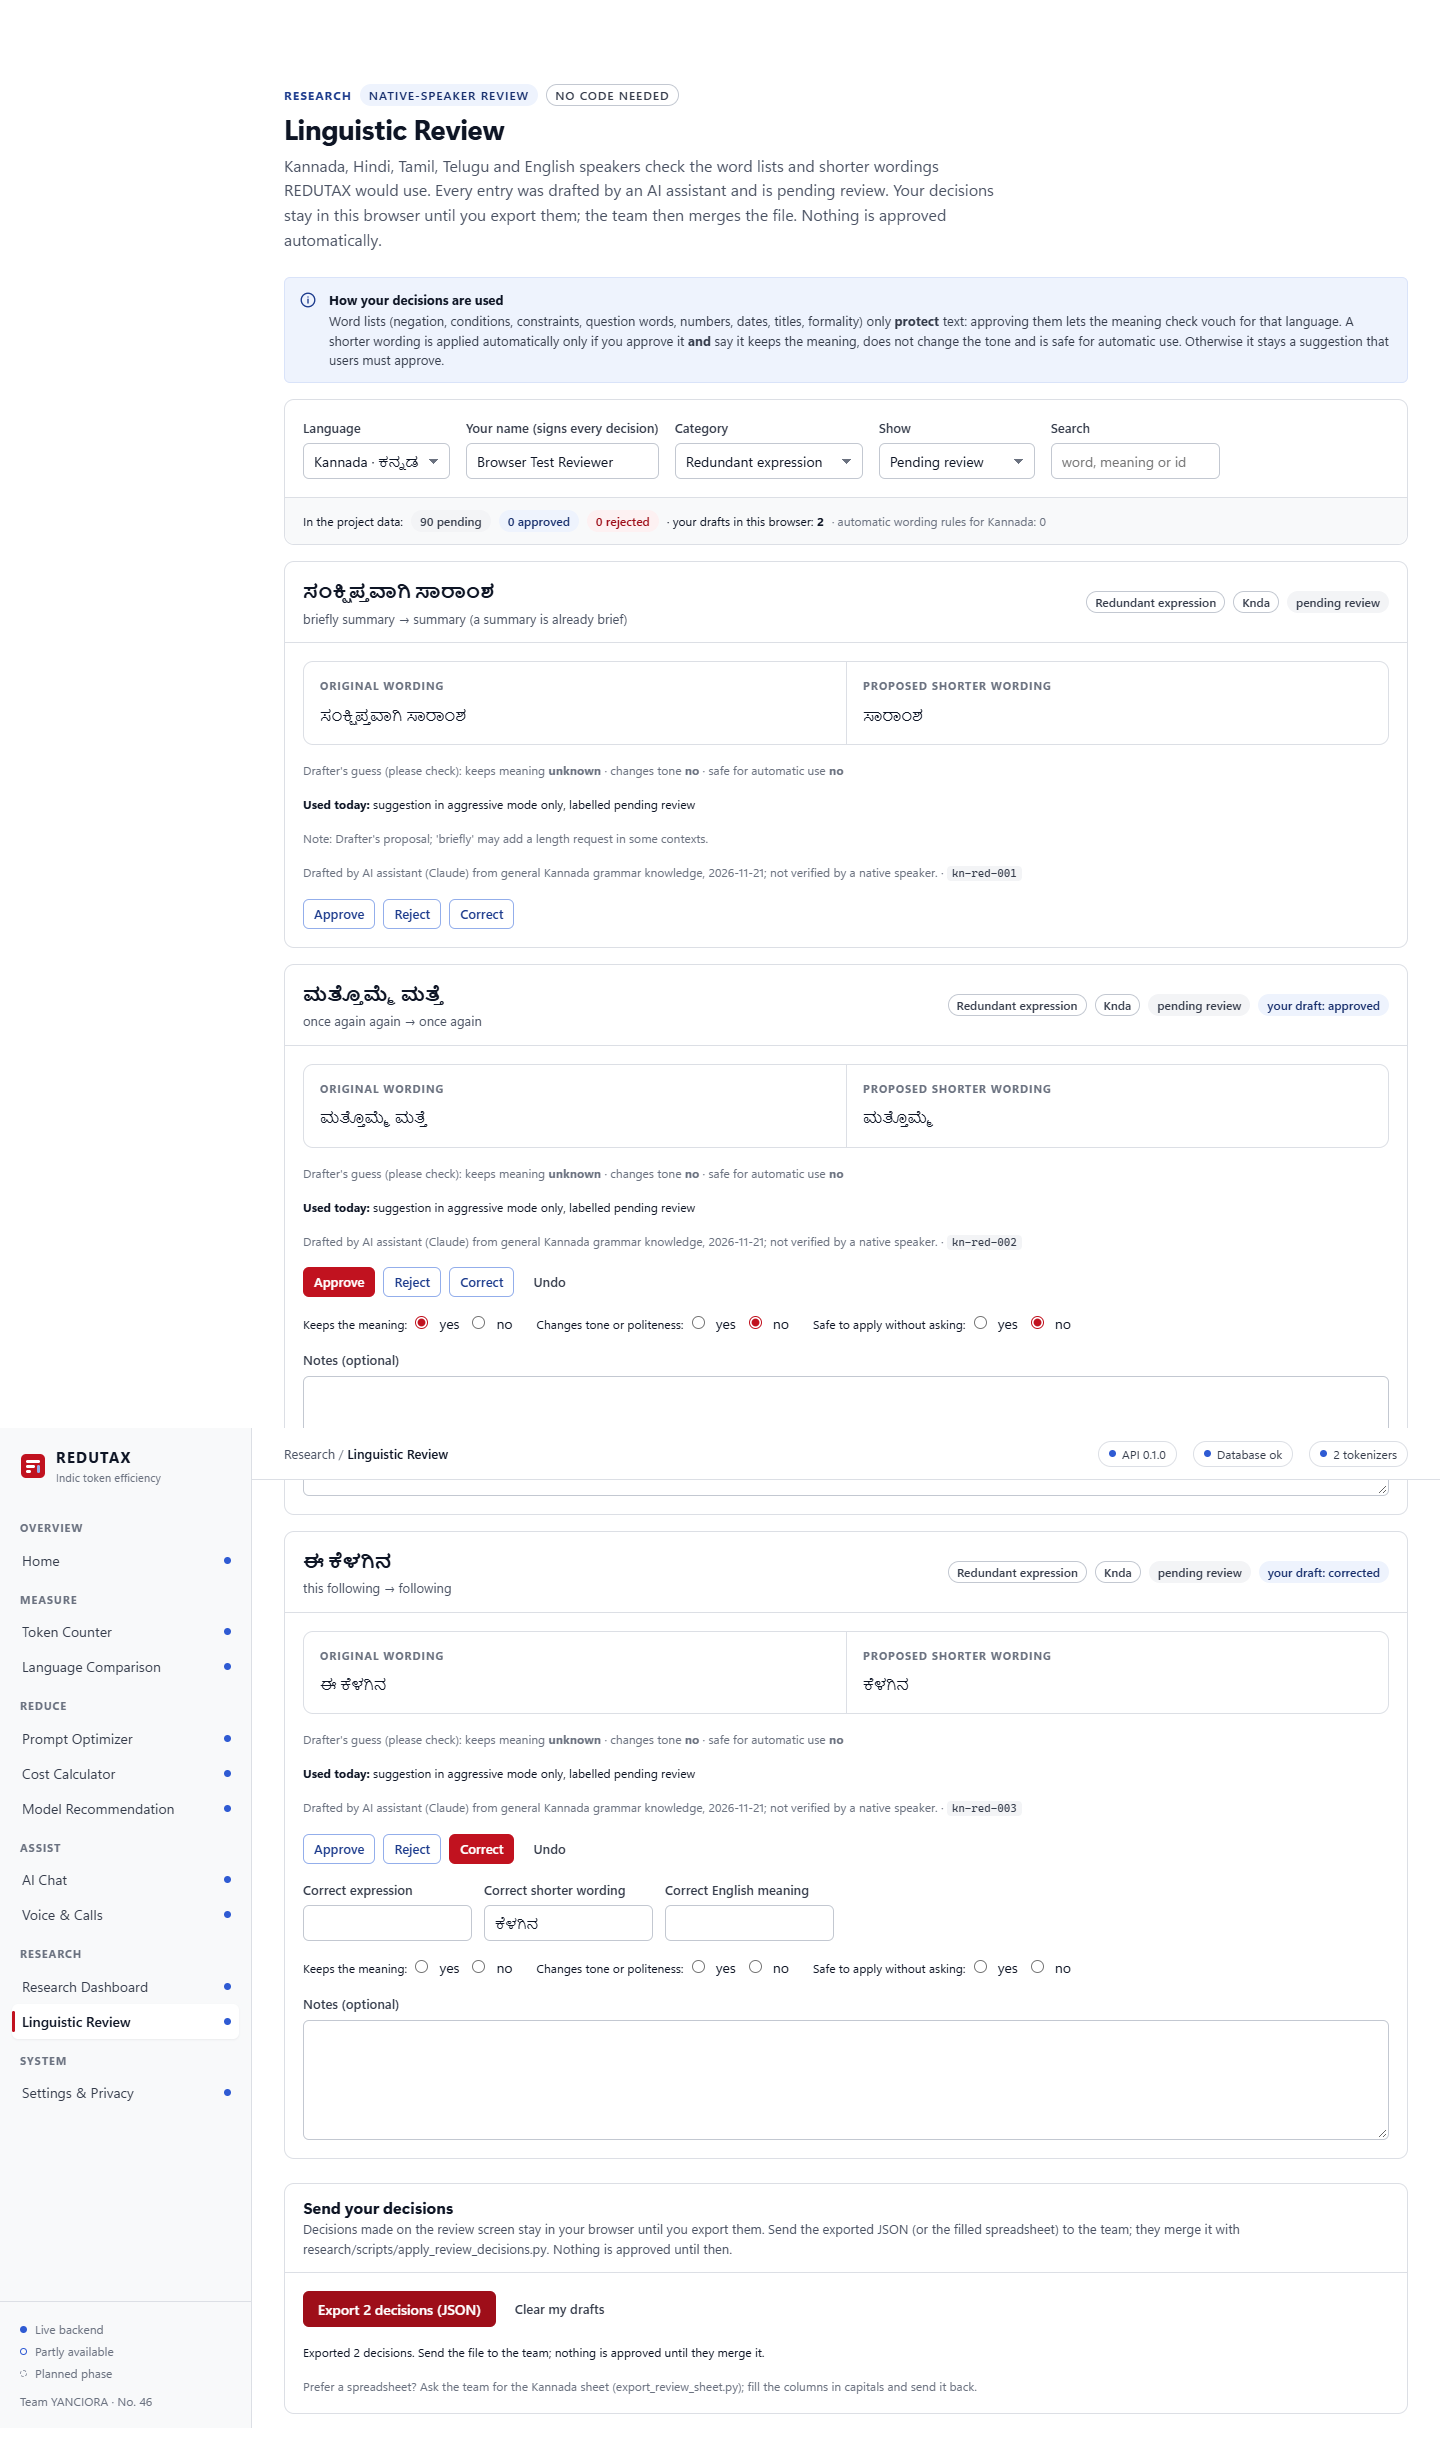 RESEARCH NATIVE-SPEAKER REVIEW NO CODE NEEDED
Linguistic Review
Kannada, Hindi, Tamil, Telugu and English speakers check the word lists and shorter wordings
REDUTAX would use. Every entry was drafted by an AI assistant and is pending review. Your decisions
stay in this browser until you export them; the team then merges the file. Nothing is approved
automatically.
How your decisions are used
Word lists (negation, conditions, constraints, question words, numbers, dates, titles, formality) only protect text: approving them lets the meaning check vouch for that language. A
shorter wording is applied automatically only if you approve it and say it keeps the meaning, does not change the tone and is safe for automatic use. Otherwise it stays a suggestion that
users must approve.
Language Your name (signs every decision) Category Show Search
Kannada · ಕನ್ನಡ Browser Test Reviewer Redundant expression Pending review word, meaning or id
In the project data: 90 pending 0 approved 0 rejected · your drafts in this browser: 2 · automatic wording rules for Kannada: 0
ಸಂಕ್ಷಿಪ್ತವಾಗಿ ಸಾರಾಂಶ
Redundant expression Knda pending review
briefly summary → summary (a summary is already brief)
ORIGINAL WORDING PROPOSED SHORTER WORDING
ಸಂಕ್ಷಿಪ್ತವಾಗಿ ಸಾರಾಂಶ ಸಾರಾಂಶ
Drafter's guess (please check): keeps meaning unknown · changes tone no · safe for automatic use no
Used today: suggestion in aggressive mode only, labelled pending review
Note: Drafter's proposal; 'briefly' may add a length request in some contexts.
Drafted by AI assistant (Claude) from general Kannada grammar knowledge, 2026-11-21; not verified by a native speaker. · kn-red-001
Approve Reject Correct
ಮತ್ತೊಮ್ಮೆ ಮತ್ತೆ
Redundant expression Knda pending review your draft: approved
once again again → once again
ORIGINAL WORDING PROPOSED SHORTER WORDING
ಮತ್ತೊಮ್ಮೆ ಮತ್ತೆ ಮತ್ತೊಮ್ಮೆ
Drafter's guess (please check): keeps meaning unknown · changes tone no · safe for automatic use no
Used today: suggestion in aggressive mode only, labelled pending review
Drafted by AI assistant (Claude) from general Kannada grammar knowledge, 2026-11-21; not verified by a native speaker. · kn-red-002
Approve Reject Correct Undo
Keeps the meaning: yes no Changes tone or politeness: yes no Safe to apply without asking: yes no
Notes (optional)
REDUTAX
Indic token efficiency
Research / Linguistic Review
API 0.1.0 Database ok 2 tokenizers
OVERVIEW
Home
MEASURE
Token Counter
Language Comparison
REDUCE
Prompt Optimizer
Cost Calculator
Model Recommendation
ASSIST
AI Chat
Voice & Calls
RESEARCH
Research Dashboard
Linguistic Review
SYSTEM
Settings & Privacy
Live backend
Partly available
Planned phase
Team YANCIORA · No. 46
ಈ ಕೆಳಗಿನ
Redundant expression Knda pending review your draft: corrected
this following → following
ORIGINAL WORDING PROPOSED SHORTER WORDING
ಈ ಕೆಳಗಿನ ಕೆಳಗಿನ
Drafter's guess (please check): keeps meaning unknown · changes tone no · safe for automatic use no
Used today: suggestion in aggressive mode only, labelled pending review
Drafted by AI assistant (Claude) from general Kannada grammar knowledge, 2026-11-21; not verified by a native speaker. · kn-red-003
Approve Reject Correct Undo
Correct expression Correct shorter wording Correct English meaning
ಕೆಳಗಿನ
Keeps the meaning: yes no Changes tone or politeness: yes no Safe to apply without asking: yes no
Notes (optional)
Send your decisions
Decisions made on the review screen stay in your browser until you export them. Send the exported JSON (or the filled spreadsheet) to the team; they merge it with
research/scripts/apply_review_decisions.py. Nothing is approved until then.
Export 2 decisions (JSON) Clear my drafts
Exported 2 decisions. Send the file to the team; nothing is approved until they merge it.
Prefer a spreadsheet? Ask the team for the Kannada sheet (export_review_sheet.py); fill the columns in capitals and send it back.